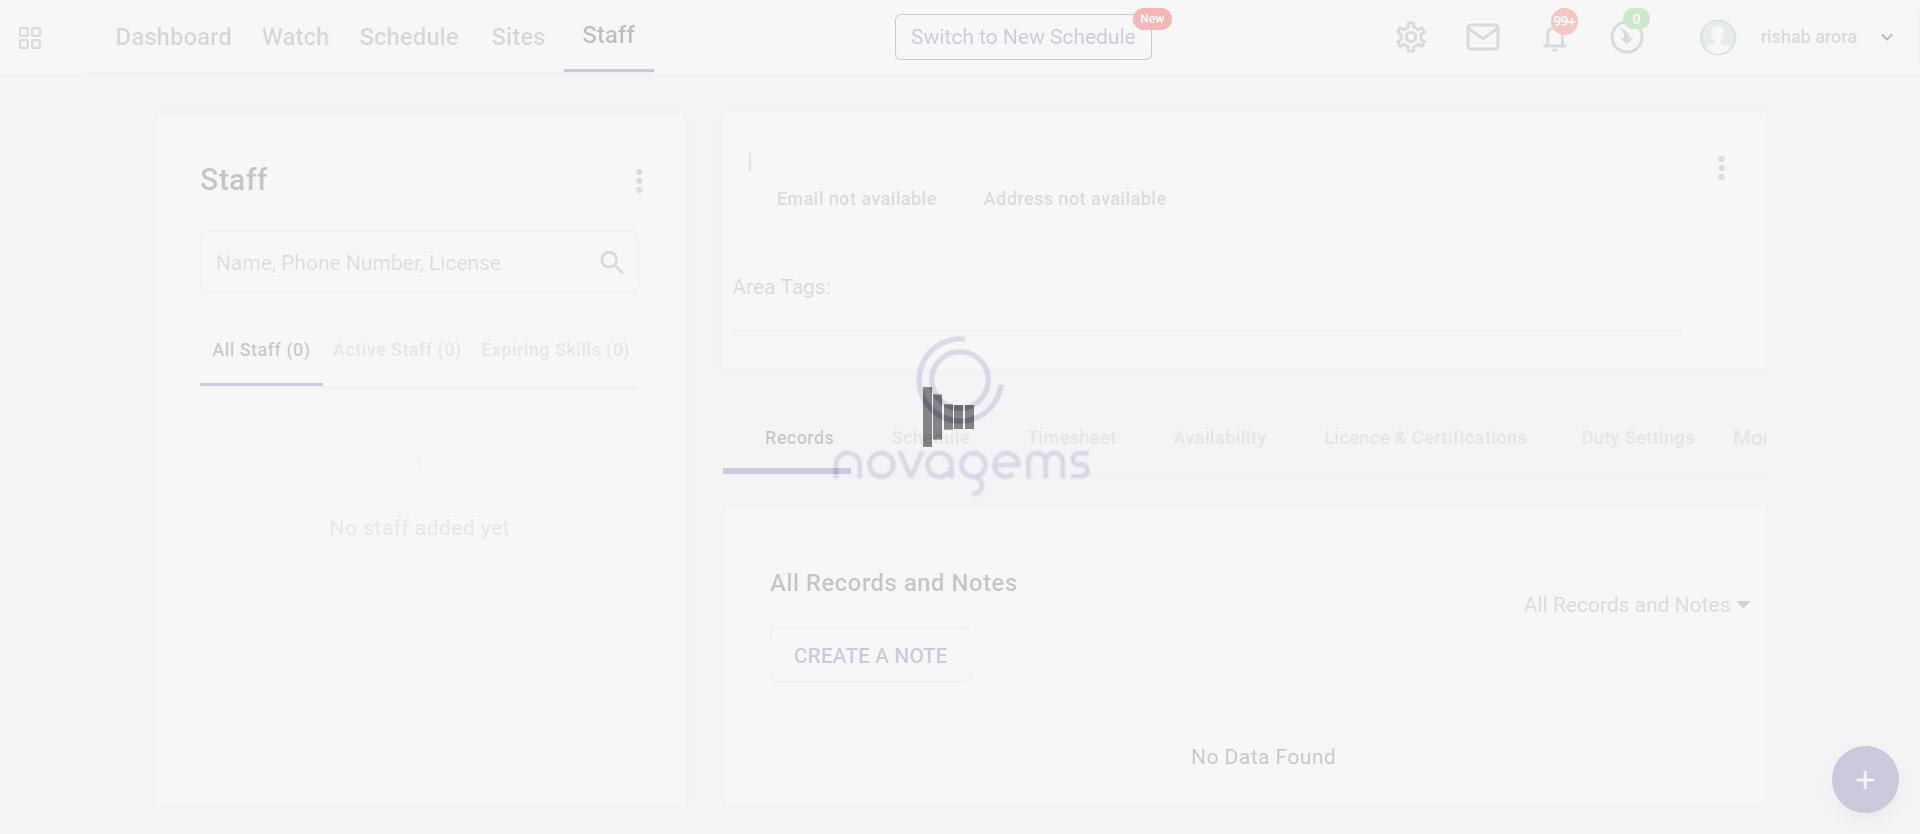 Dashboard Watch Schedule Sites Staff Switch to New Schedule New 99+ 0 rishab arora
Staff
Name, Phone Number, License
All Staff (0) Active Staff (0) Expiring Skills (0)
No staff added yet
|
Email not available Address not available
Area Tags:
Records Schedule Timesheet Availability Licence & Certifications Duty Settings Mor
novagems
All Records and Notes
All Records and Notes
CREATE A NOTE
No Data Found
+